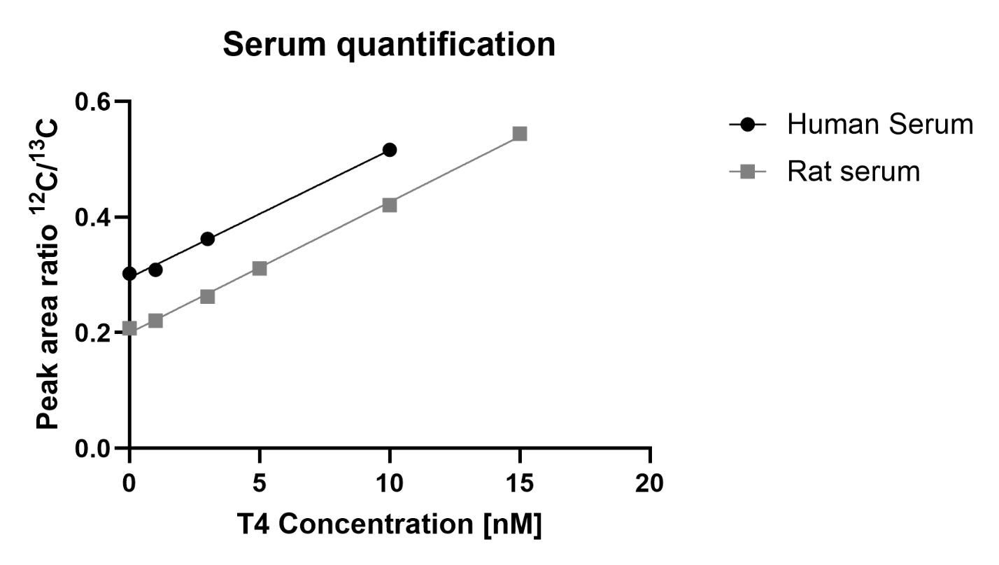 Serum quantification
0.6
0.4
0.2
0.0
Peak area ratio ¹²C/¹³C
0 5 10 15 20
T4 Concentration [nM]
Human Serum
Rat serum